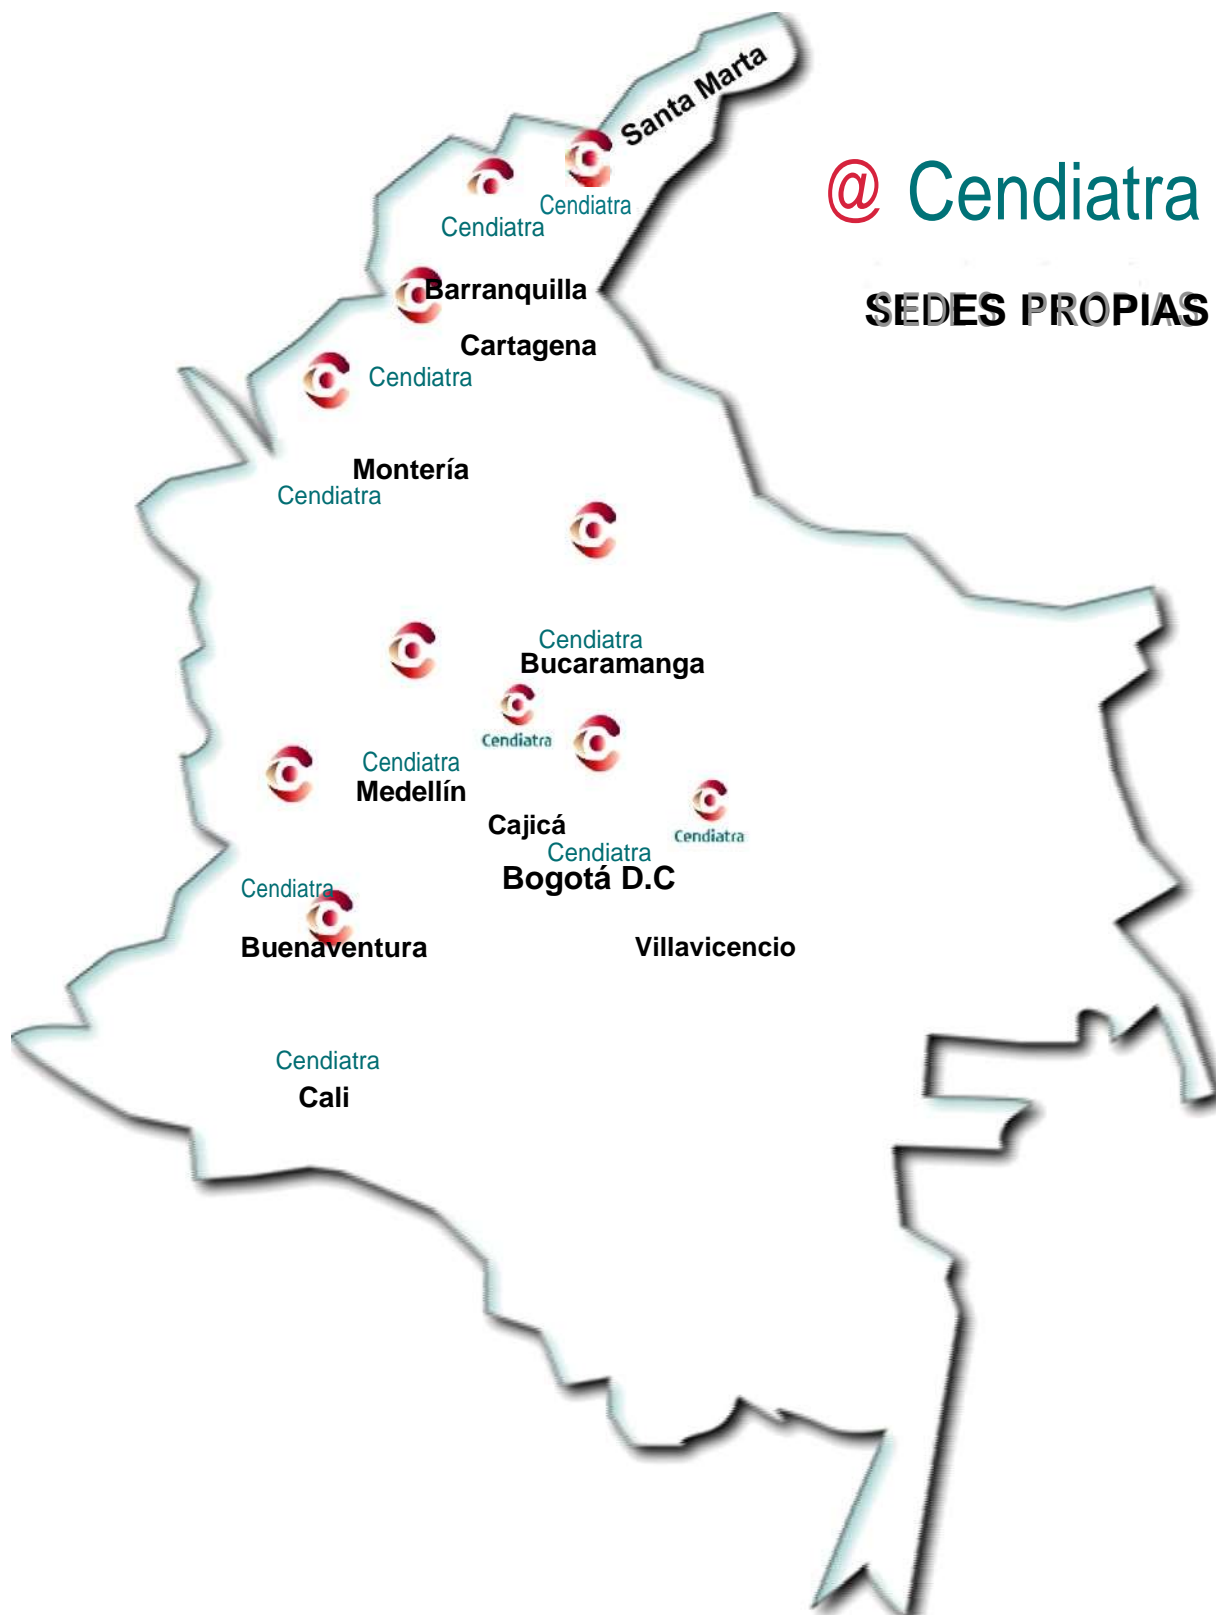 Santa Marta
@ Cendiatra
Cendiatra
Cendiatra
SEDES PROPIAS
Barranquilla
Cartagena
Cendiatra
Montería
Cendiatra
Cendiatra
Bucaramanga
Cendiatra
Cendiatra
Medellín
Cajicá
Cendiatra
Cendiatra
Bogotá D.C
Cendiatra
Buenaventura
Villavicencio
Cendiatra
Cali